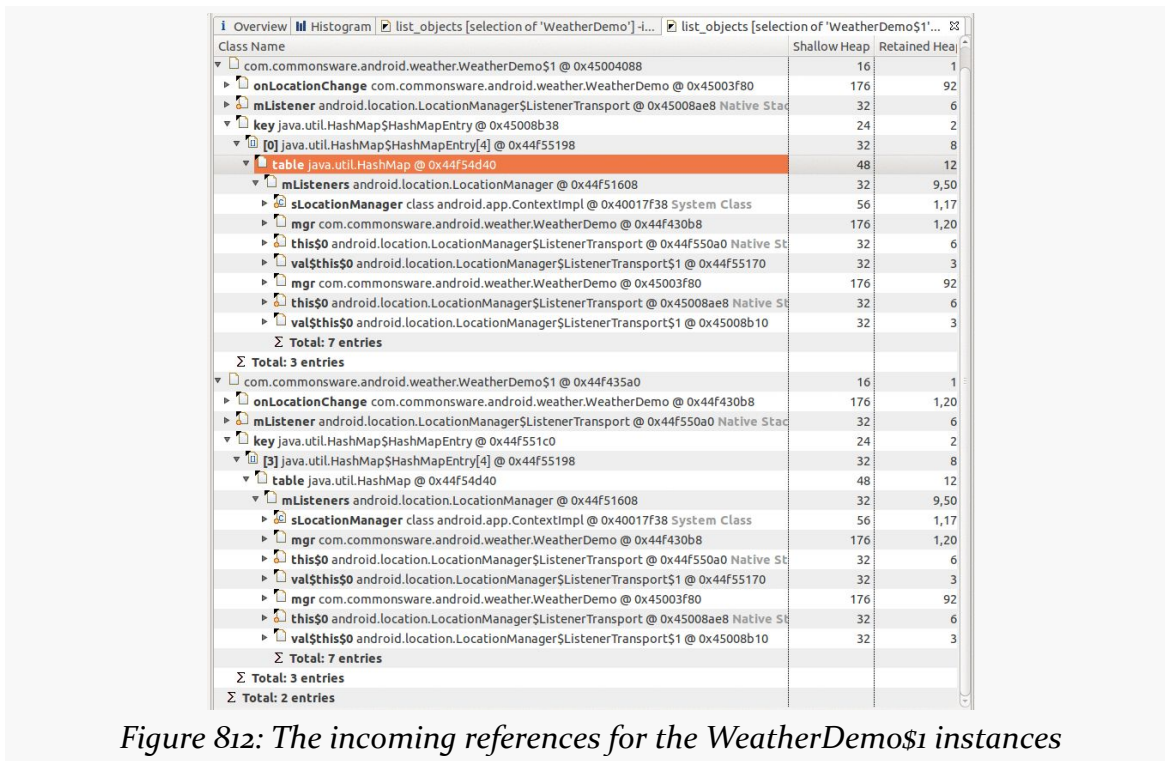 i Overview Histogram list_objects [selection of 'WeatherDemo'] -i... list_objects [selection of 'WeatherDemo$1'...
Class Name Shallow Heap Retained Hea
com.commonsware.android.weather.WeatherDemo$1 @ 0x45004088 16 1
onLocationChange com.commonsware.android.weather.WeatherDemo @ 0x45003f80 176 92
mListener android.location.LocationManager$ListenerTransport @ 0x45008ae8 Native Stac 32 6
key java.util.HashMap$HashMapEntry @ 0x45008b38 24 2
[0] java.util.HashMap$HashMapEntry[4] @ 0x44f55198 32 8
table java.util.HashMap @ 0x44f54d40 48 12
mListeners android.location.LocationManager @ 0x44f51608 32 9,50
sLocationManager class android.app.ContextImpl @ 0x40017f38 System Class 56 1,17
mgr com.commonsware.android.weather.WeatherDemo @ 0x44f430b8 176 1,20
this$0 android.location.LocationManager$ListenerTransport @ 0x44f550a0 Native St 32 6
val$this$0 android.location.LocationManager$ListenerTransport$1 @ 0x44f55170 32 3
mgr com.commonsware.android.weather.WeatherDemo @ 0x45003f80 176 92
this$0 android.location.LocationManager$ListenerTransport @ 0x45008ae8 Native St 32 6
val$this$0 android.location.LocationManager$ListenerTransport$1 @ 0x45008b10 32 3
Σ Total: 7 entries
Σ Total: 3 entries
com.commonsware.android.weather.WeatherDemo$1 @ 0x44f435a0 16 1
onLocationChange com.commonsware.android.weather.WeatherDemo @ 0x44f430b8 176 1,20
mListener android.location.LocationManager$ListenerTransport @ 0x44f550a0 Native Stac 32 6
key java.util.HashMap$HashMapEntry @ 0x44f551c0 24 2
[3] java.util.HashMap$HashMapEntry[4] @ 0x44f55198 32 8
table java.util.HashMap @ 0x44f54d40 48 12
mListeners android.location.LocationManager @ 0x44f51608 32 9,50
sLocationManager class android.app.ContextImpl @ 0x40017f38 System Class 56 1,17
mgr com.commonsware.android.weather.WeatherDemo @ 0x44f430b8 176 1,20
this$0 android.location.LocationManager$ListenerTransport @ 0x44f550a0 Native St 32 6
val$this$0 android.location.LocationManager$ListenerTransport$1 @ 0x44f55170 32 3
mgr com.commonsware.android.weather.WeatherDemo @ 0x45003f80 176 92
this$0 android.location.LocationManager$ListenerTransport @ 0x45008ae8 Native St 32 6
val$this$0 android.location.LocationManager$ListenerTransport$1 @ 0x45008b10 32 3
Σ Total: 7 entries
Σ Total: 3 entries
Σ Total: 2 entries
Figure 812: The incoming references for the WeatherDemo$1 instances